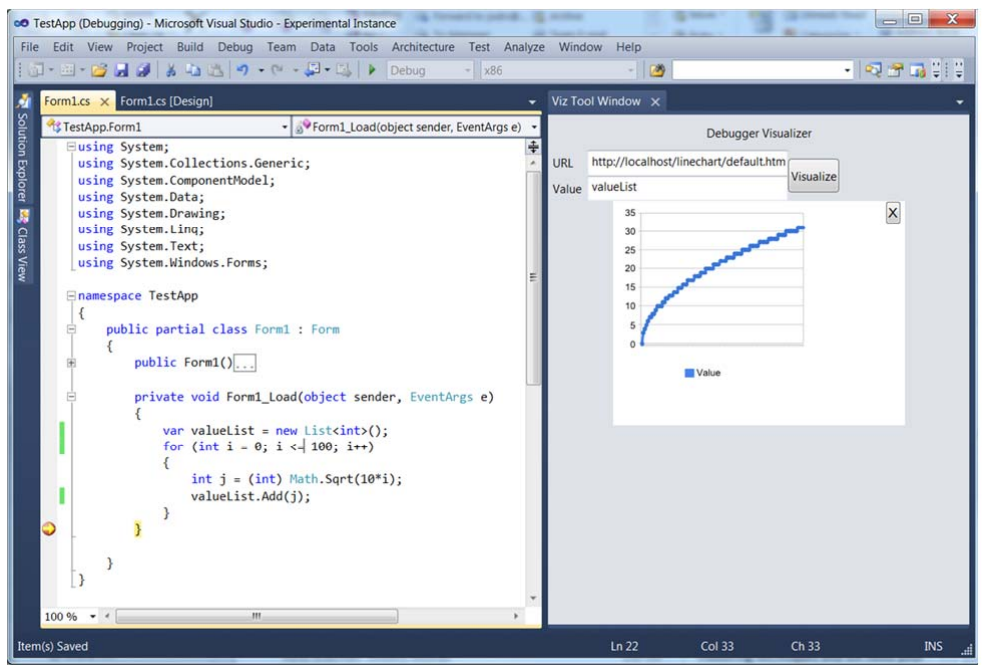 TestApp (Debugging) - Microsoft Visual Studio - Experimental Instance
File Edit View Project Build Debug Team Data Tools Architecture Test Analyze Window Help
Debug x86
Solution Explorer
Class View
Form1.cs Form1.cs [Design]
TestApp.Form1 Form1_Load(object sender, EventArgs e)
using System;
using System.Collections.Generic;
using System.ComponentModel;
using System.Data;
using System.Drawing;
using System.Linq;
using System.Text;
using System.Windows.Forms;
namespace TestApp
{
public partial class Form1 : Form
{
public Form1()...
private void Form1_Load(object sender, EventArgs e)
{
var valueList = new List<int>();
for (int i = 0; i <= 100; i++)
{
int j = (int) Math.Sqrt(10*i);
valueList.Add(j);
}
}
}
}
100 %
Viz Tool Window
Debugger Visualizer
URL http://localhost/linechart/default.htm
Visualize
Value valueList
X
35
30
25
20
15
10
5
0
Value
Item(s) Saved Ln 22 Col 33 Ch 33 INS